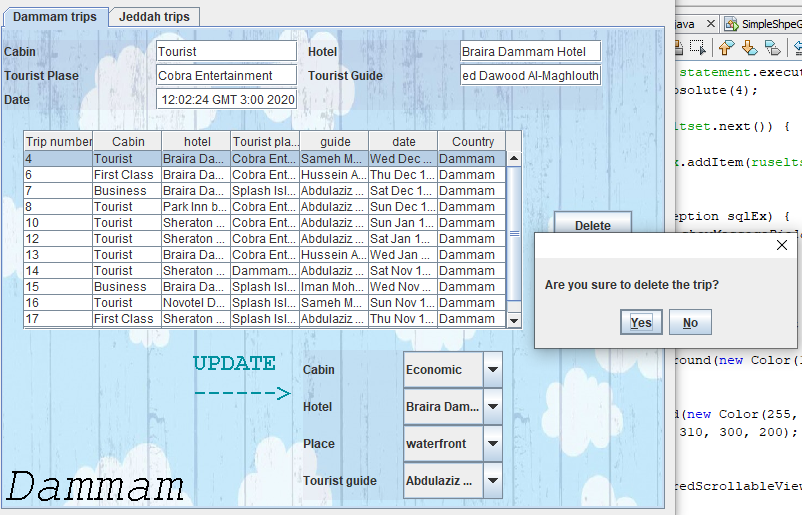 Dammam trips Jeddah trips
java SimpleShpeG
Cabin Tourist Hotel Braira Dammam Hotel
Tourist Plase Cobra Entertainment Tourist Guide ed Dawood Al-Maghlouth
Date 12:02:24 GMT 3:00 2020
statement.execu
bsolute(4);
ltset.next()) {
x.addItem(ruselts
eption sqlEx) {
Trip number Cabin hotel Tourist pla... guide date Country
4 Tourist Braira Da... Cobra Ent... Sameh M... Wed Dec ... Dammam
6 First Class Braira Da... Cobra Ent... Hussein A... Thu Dec 1... Dammam
7 Business Braira Da... Splash Isl... Abdulaziz ... Sat Dec 1... Dammam
8 Tourist Park Inn b... Cobra Ent... Abdulaziz ... Sun Dec 1... Dammam
10 Tourist Sheraton ... Cobra Ent... Abdulaziz ... Sun Jan 1... Dammam
12 Tourist Sheraton ... Cobra Ent... Abdulaziz ... Sat Jan 1... Dammam
13 Tourist Braira Da... Cobra Ent... Hussein A... Wed Jan ... Dammam
14 Tourist Sheraton ... Dammam... Abdulaziz ... Sat Nov 1... Dammam
15 Business Braira Da... Splash Isl... Iman Moh... Wed Nov ... Dammam
16 Tourist Novotel D... Splash Isl... Sameh M... Sun Nov 1... Dammam
17 First Class Sheraton ... Splash Isl... Abdulaziz ... Thu Nov 1... Dammam
Delete
Are you sure to delete the trip?
Yes No
UPDATE
----->
Cabin Economic
Hotel Braira Dam...
Place waterfront
Tourist guide Abdulaziz ...
Dammam
round(new Color(
d(new Color(255,
310, 300, 200);
redScrollableView